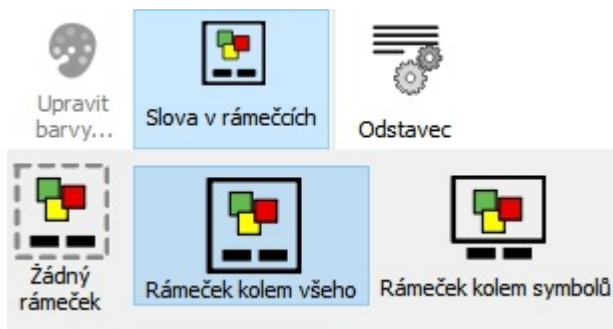 Upravit
barvy...
Slova v rámečcích
Odstavec
Žádný
rámeček
Rámeček kolem všeho
Rámeček kolem symbolů